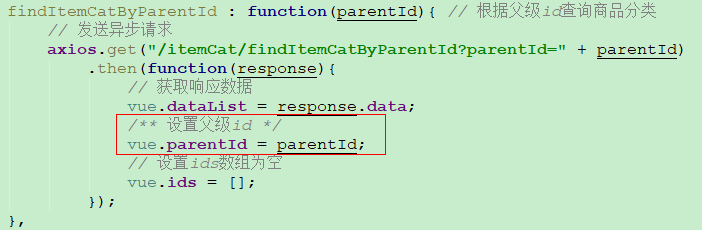 findItemCatByParentId : function(parentId){ // 根据父级id查询商品分类
// 发送异步请求
axios.get("/itemCat/findItemCatByParentId?parentId=" + parentId)
.then(function(response){
// 获取响应数据
vue.dataList = response.data;
/** 设置父级id */
vue.parentId = parentId;
// 设置ids数组为空
vue.ids = [];
});
},